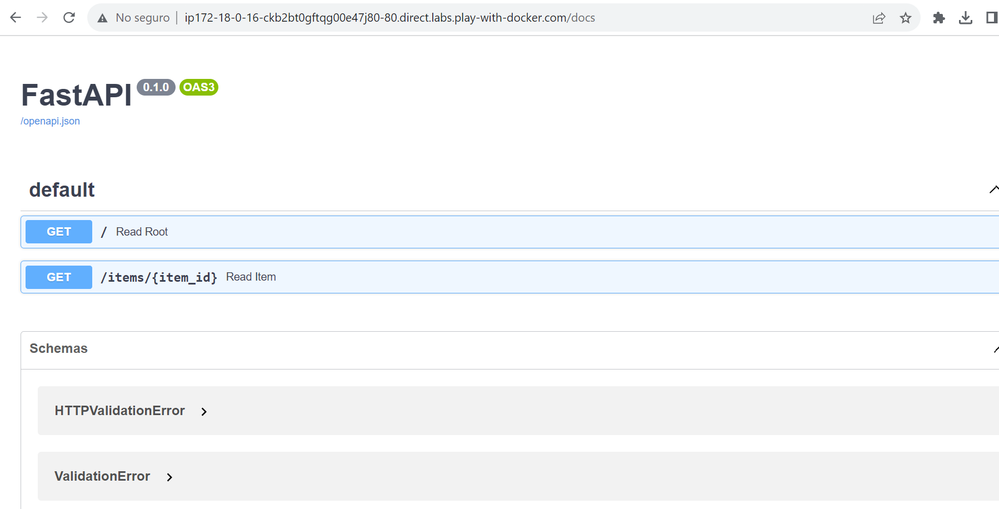 No seguro ip172-18-0-16-ckb2bt0gftqg00e47j80-80.direct.labs.play-with-docker.com/docs
FastAPI 0.1.0 OAS3
/openapi.json
default
GET / Read Root
GET /items/{item_id} Read Item
Schemas
HTTPValidationError
ValidationError